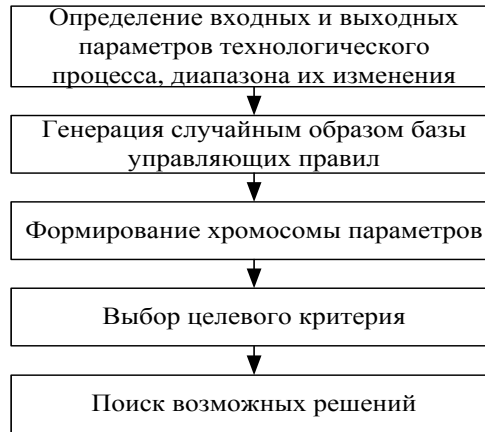 Определение входных и выходных
параметров технологического
процесса, диапазона их изменения
Генерация случайным образом базы
управляющих правил
Формирование хромосомы параметров
Выбор целевого критерия
Поиск возможных решений